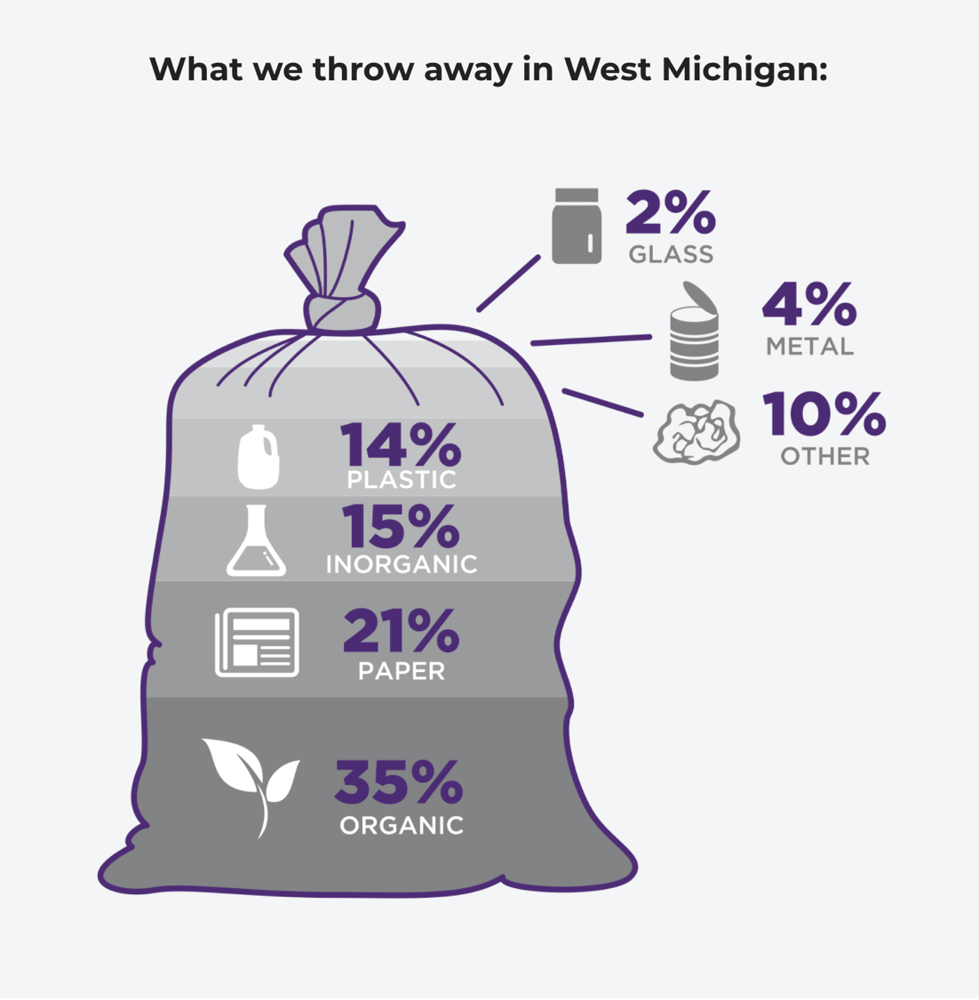 What we throw away in West Michigan:
2%
GLASS
4%
METAL
10%
OTHER
14%
PLASTIC
15%
INORGANIC
21%
PAPER
35%
ORGANIC